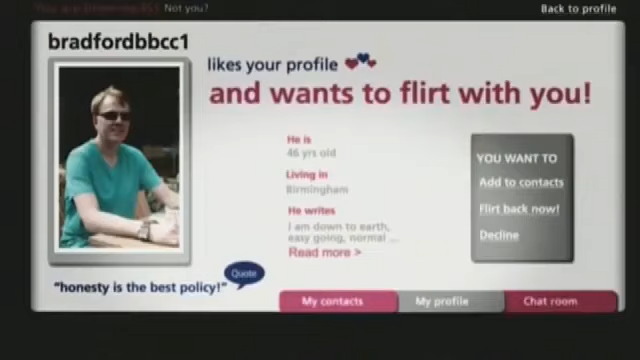 Not you?
Back to profile
bradfordbbcc1
likes your profile
and wants to flirt with you!
He is
46 yrs old
Living in
Birmingham
He writes
I am down to earth,
easy going, normal ...
Read more >
YOU WANT TO
Add to contacts
Flirt back now!
Decline
Quote
"honesty is the best policy!"
My contacts
My profile
Chat room